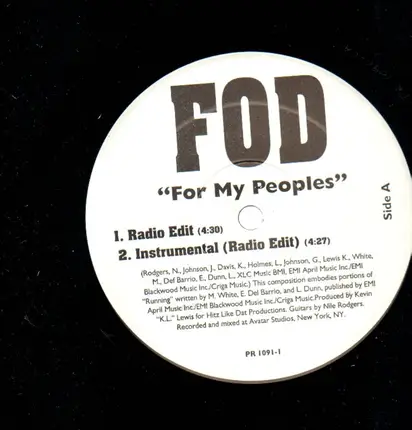 FOD
“For My Peoples”
Side A
1. Radio Edit (4:30)
2. Instrumental (Radio Edit) (4:27)
(Rodgers, N., Johnson, J., Davis, K., Holmex, L., Johnson, G., Lewis K., White,
M., Del Barrio, E., Dunn, L., XLC Music BMI, EMI April Music Inc./EMI
Blackwood Music Inc./Criga Music.) This composition embodies portions of
"Running" written by M. White, E. Del Barrio, and L. Dunn, published by EMI
April Music Inc/EMI Blackwood Music Inc./Criga Music.Produced by Kevin
"K.L." Lewis for Hitz Like Dat Productions. Guitars by Nile Rodgers.
Recorded and mixed at Avatar Studios, New York, NY.
PR 1091-1